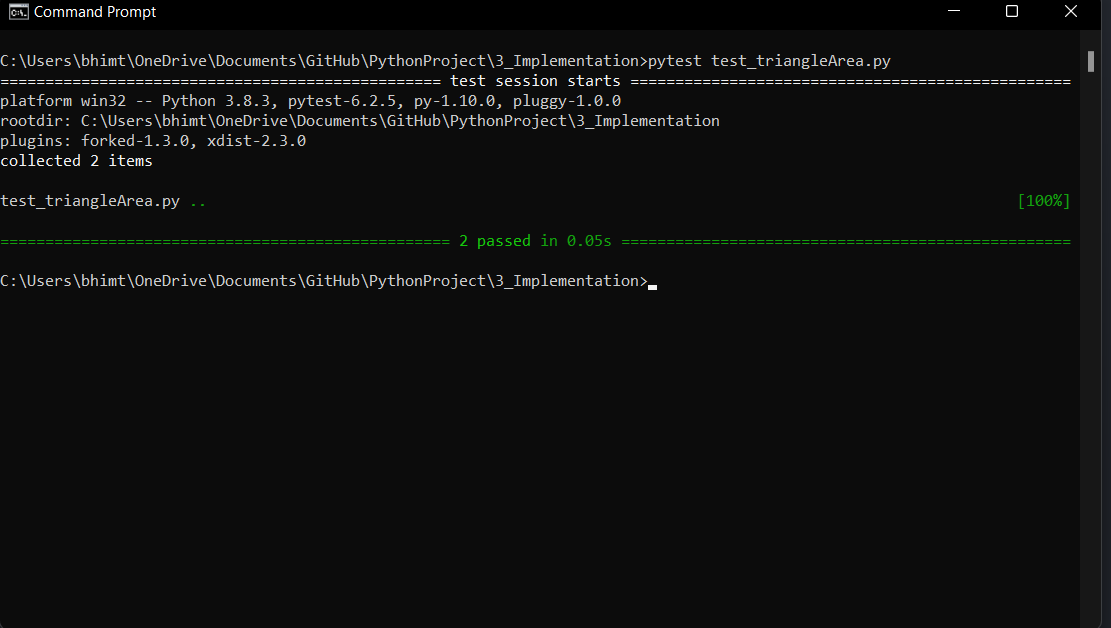 Command Prompt
C:\Users\bhimt\OneDrive\Documents\GitHub\PythonProject\3_Implementation>pytest test_triangleArea.py
================================================= test session starts =================================================
platform win32 -- Python 3.8.3, pytest-6.2.5, py-1.10.0, pluggy-1.0.0
rootdir: C:\Users\bhimt\OneDrive\Documents\GitHub\PythonProject\3_Implementation
plugins: forked-1.3.0, xdist-2.3.0
collected 2 items
test_triangleArea.py .. [100%]
================================================== 2 passed in 0.05s ==================================================
C:\Users\bhimt\OneDrive\Documents\GitHub\PythonProject\3_Implementation>